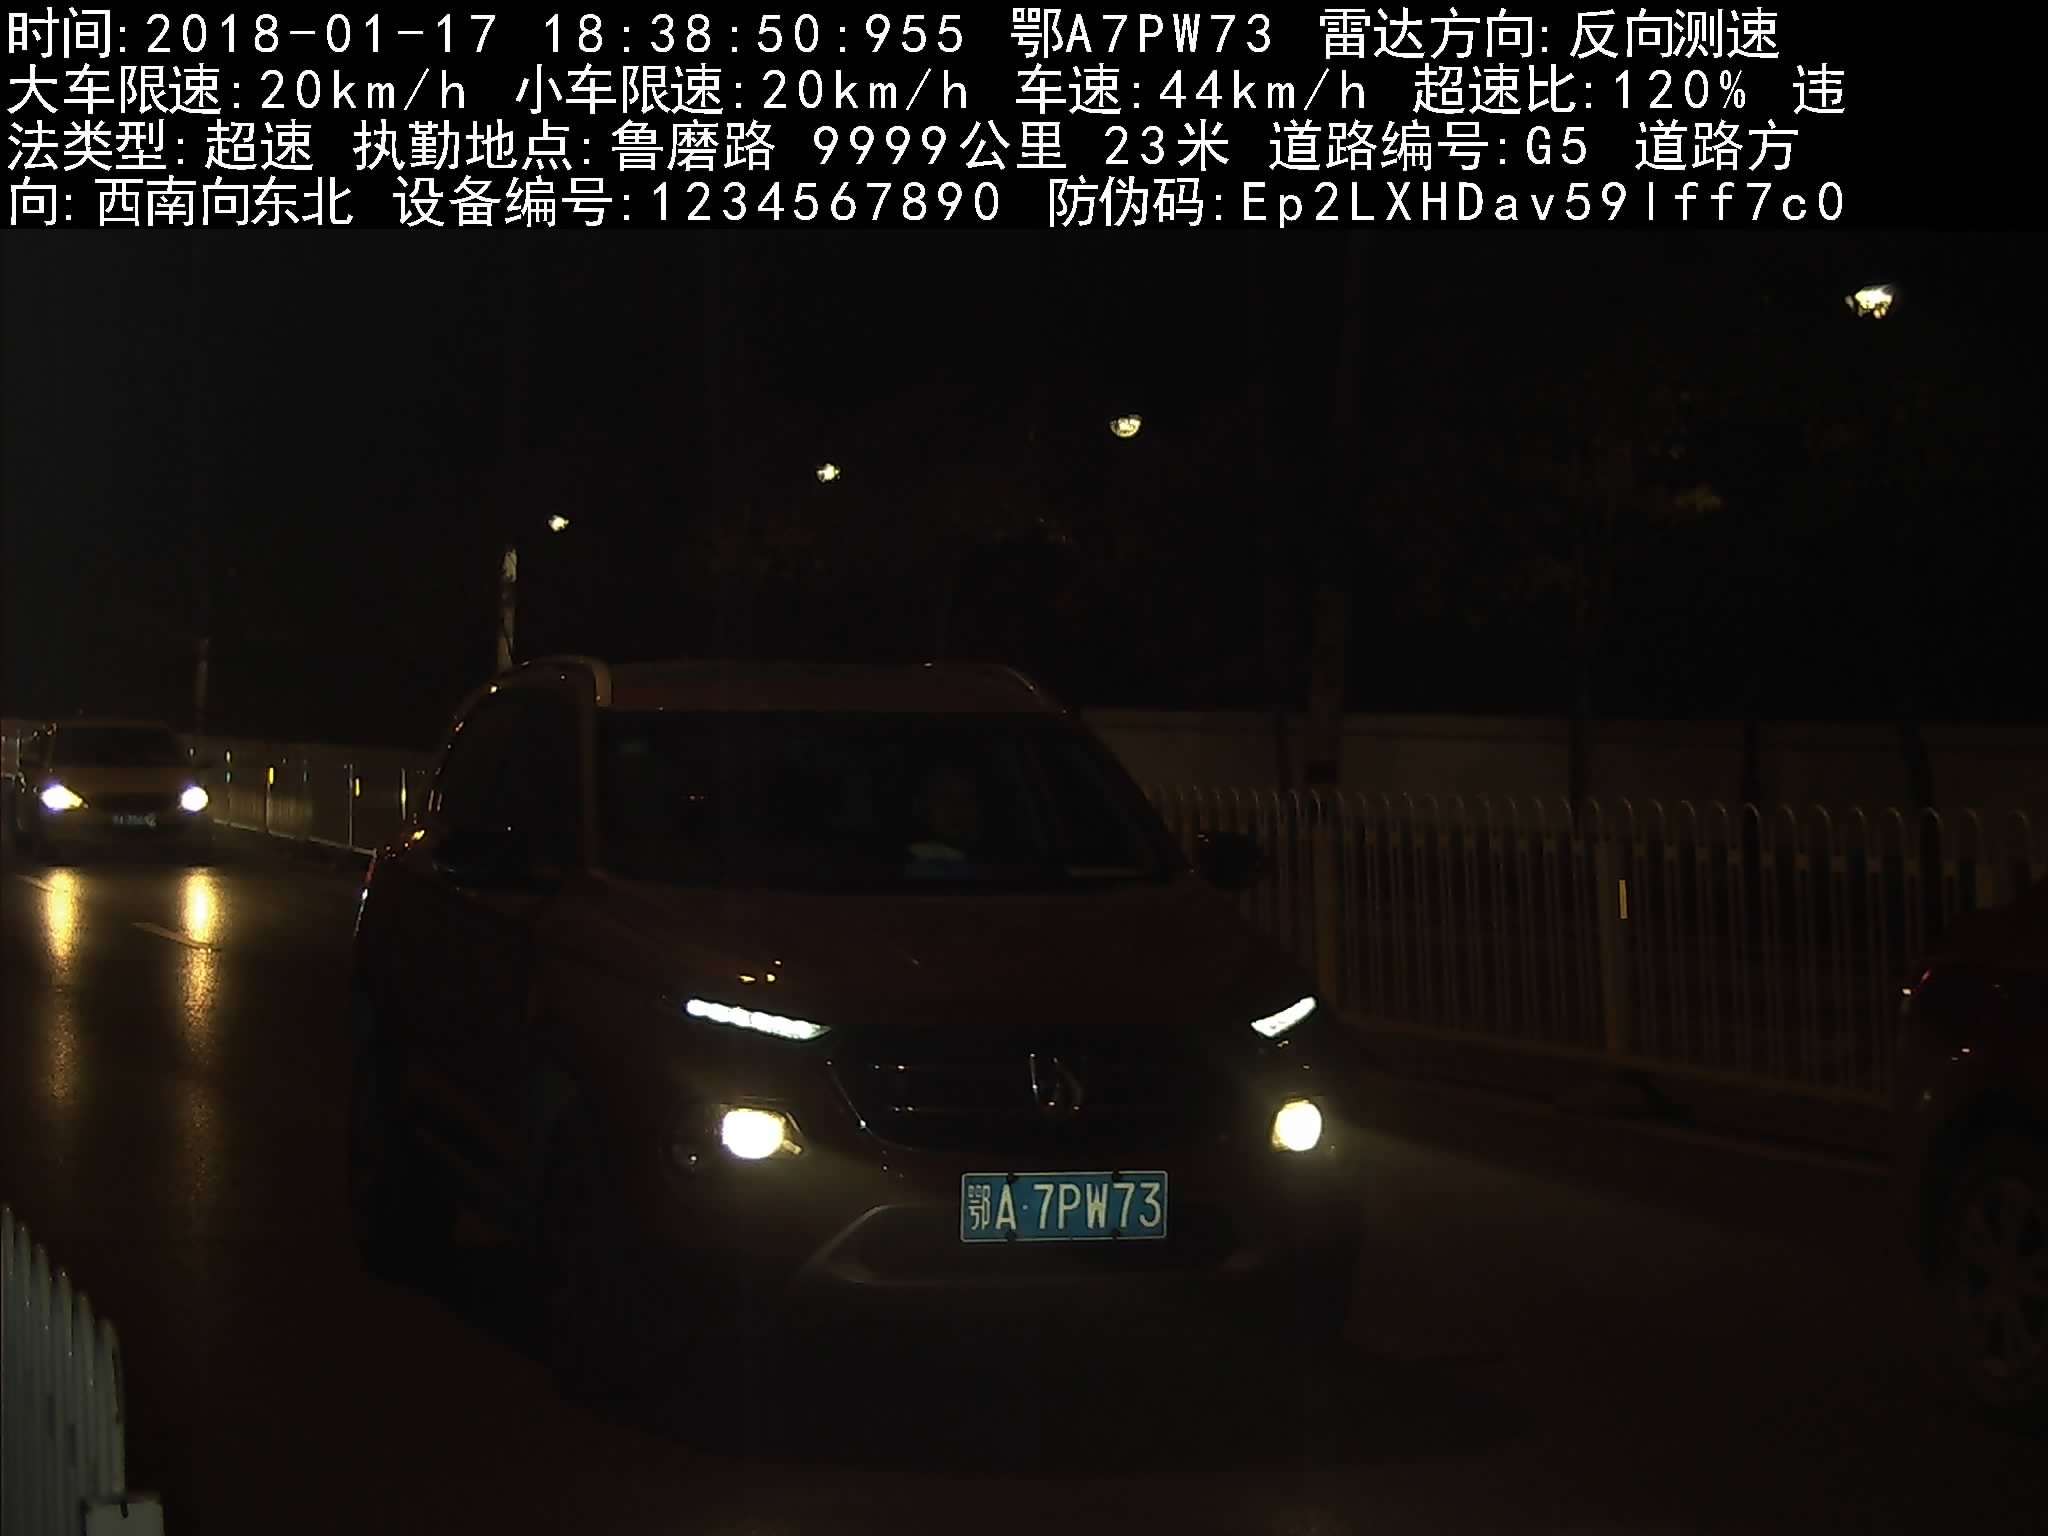 时间:2018-01-17 18:38:50:955 鄂A7PW73 雷达方向:反向测速
大车限速:20km/h 小车限速:20km/h 车速:44km/h 超速比:120% 违
法类型:超速 执勤地点:鲁磨路 9999公里 23米 道路编号:G5 道路方
向:西南向东北 设备编号:1234567890 防伪码:Ep2LXHDav59lff7c0
鄂A·7PW73